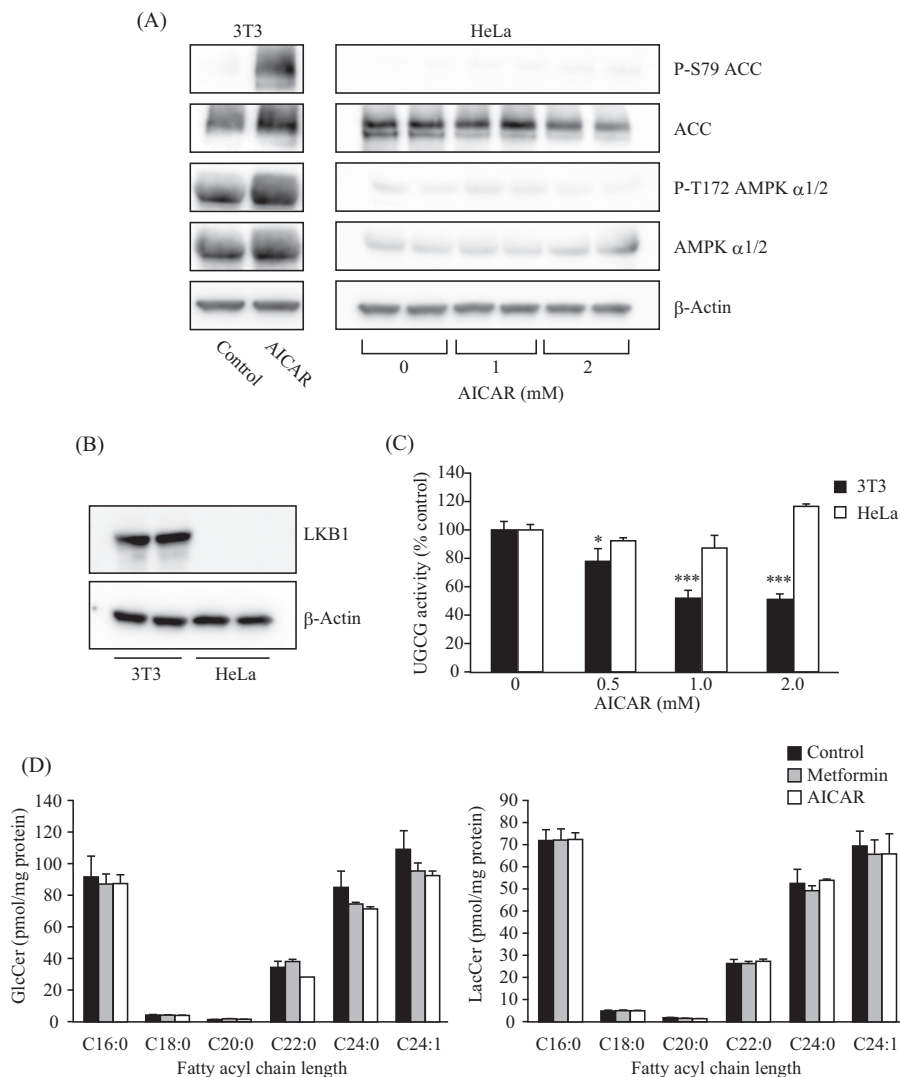 (A)
3T3
HeLa
P-S79 ACC
ACC
P-T172 AMPK α1/2
AMPK α1/2
β-Actin
Control
AICAR
0
1
2
AICAR (mM)
(B)
LKB1
β-Actin
3T3
HeLa
(C)
UGCG activity (% control)
140
120
100
80
60
40
20
0
*
***
***
3T3
HeLa
0
0.5
1.0
2.0
AICAR (mM)
(D)
Control
Metformin
AICAR
GlcCer (pmol/mg protein)
140
120
100
80
60
40
20
0
C16:0 C18:0 C20:0 C22:0 C24:0 C24:1
Fatty acyl chain length
LacCer (pmol/mg protein)
90
80
70
60
50
40
30
20
10
0
C16:0 C18:0 C20:0 C22:0 C24:0 C24:1
Fatty acyl chain length